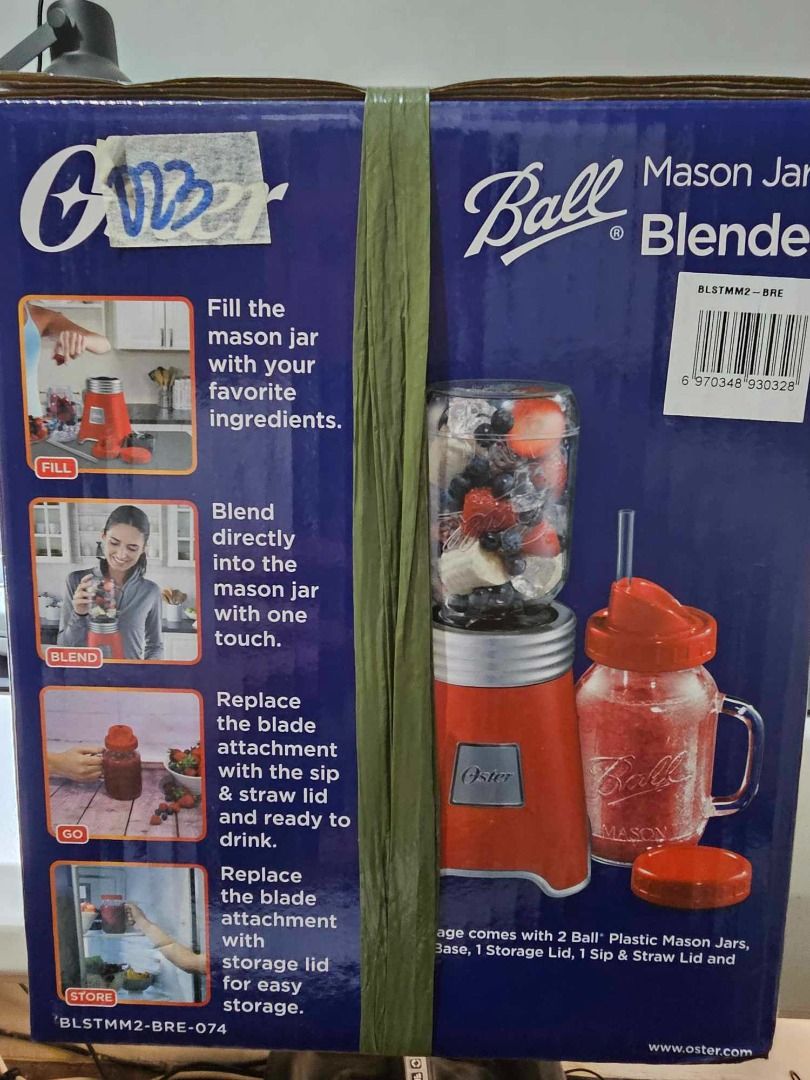 Oster
Ball® Mason Jar
Blende
BLSTMM2-BRE
6 970348 930328
Fill the
mason jar
with your
favorite
ingredients.
FILL
Blend
directly
into the
mason jar
with one
touch.
BLEND
Replace
the blade
attachment
with the sip
& straw lid
and ready to
drink.
GO
Replace
the blade
attachment
with
storage lid
for easy
storage.
STORE
BLSTMM2-BRE-074
Oster
Ball
MASON
age comes with 2 Ball® Plastic Mason Jars,
Base, 1 Storage Lid, 1 Sip & Straw Lid and
www.oster.com